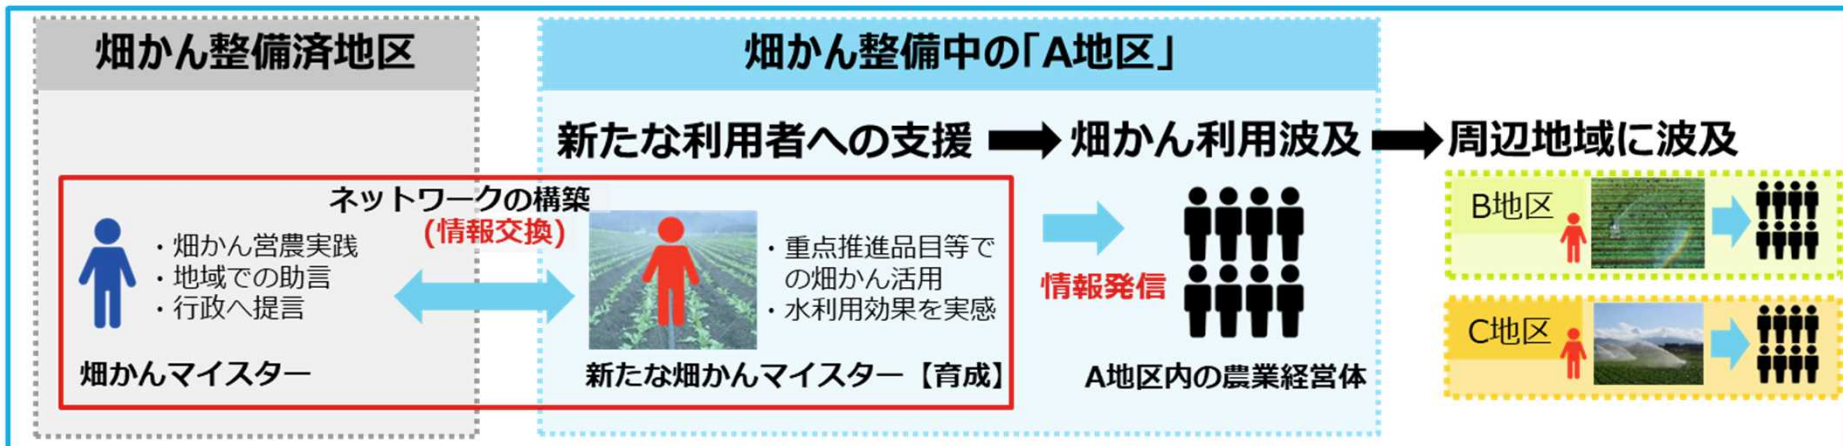 畑かん整備済地区
畑かん整備中の「A地区」
新たな利用者への支援
畑かん利用波及
周辺地域に波及
ネットワークの構築
(情報交換)
・畑かん営農実践
・地域での助言
・行政へ提言
畑かんマイスター
・重点推進品目等で
の畑かん活用
・水利用効果を実感
新たな畑かんマイスター【育成】
情報発信
A地区内の農業経営体
B地区
C地区